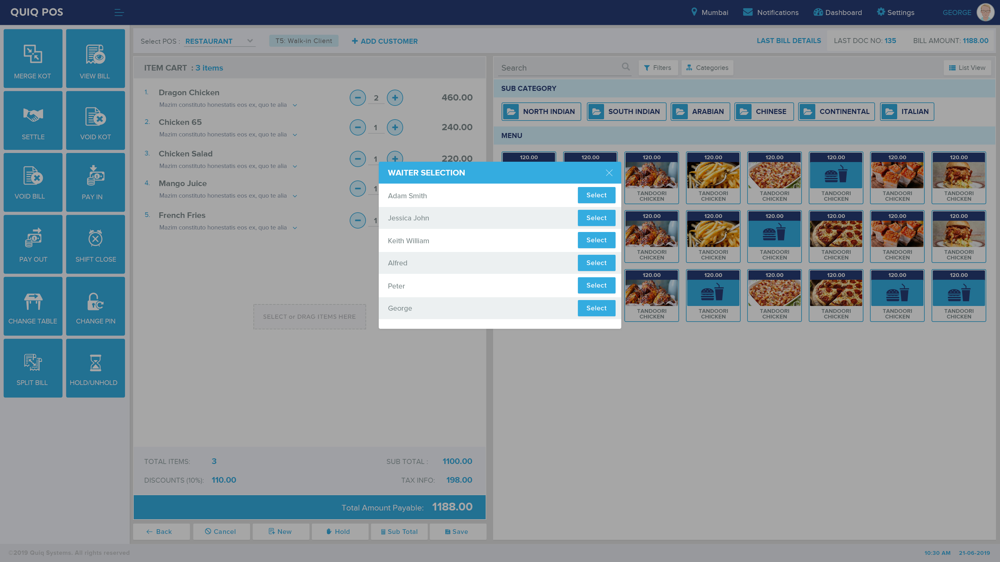 QUIQ POS
Mumbai
Notifications
Dashboard
Settings
GEORGE
MERGE KOT
VIEW BILL
SETTLE
VOID KOT
VOID BILL
PAY IN
PAY OUT
SHIFT CLOSE
CHANGE TABLE
CHANGE PIN
SPLIT BILL
HOLD/UNHOLD
Select POS : RESTAURANT
T5: Walk-in Client
ADD CUSTOMER
LAST BILL DETAILS
LAST DOC NO: 135
BILL AMOUNT: 1188.00
ITEM CART : 3 items
1. Dragon Chicken 2 460.00
Mazim constituto honestatis eos ex, quo te alia
2. Chicken 65 1 240.00
Mazim constituto honestatis eos ex, quo te alia
3. Chicken Salad 1 220.00
Mazim constituto honestatis eos ex, quo te alia
4. Mango Juice 1
Mazim constituto honestatis eos ex, quo te alia
5. French Fries 1
Mazim constituto honestatis eos ex, quo te alia
SELECT or DRAG ITEMS HERE
TOTAL ITEMS: 3
SUB TOTAL : 1100.00
DISCOUNTS (10%): 110.00
TAX INFO: 198.00
Total Amount Payable: 1188.00
Back
Cancel
New
Hold
Sub Total
Save
WAITER SELECTION
Adam Smith Select
Jessica John Select
Keith William Select
Alfred Select
Peter Select
George Select
Search
Filters
Categories
List View
SUB CATEGORY
NORTH INDIAN
SOUTH INDIAN
ARABIAN
CHINESE
CONTINENTAL
ITALIAN
MENU
120.00 120.00 120.00 120.00 120.00 120.00 120.00 120.00
TANDOORI TANDOORI TANDOORI TANDOORI TANDOORI TANDOORI
CHICKEN CHICKEN CHICKEN CHICKEN CHICKEN CHICKEN
120.00 120.00 120.00 120.00 120.00 120.00
TANDOORI TANDOORI TANDOORI TANDOORI TANDOORI TANDOORI
CHICKEN CHICKEN CHICKEN CHICKEN CHICKEN CHICKEN
120.00 120.00 120.00 120.00 120.00 120.00
TANDOORI TANDOORI TANDOORI TANDOORI TANDOORI TANDOORI
CHICKEN CHICKEN CHICKEN CHICKEN CHICKEN CHICKEN
©2019 Quiq Systems. All rights reserved
10:30 AM 21-06-2019